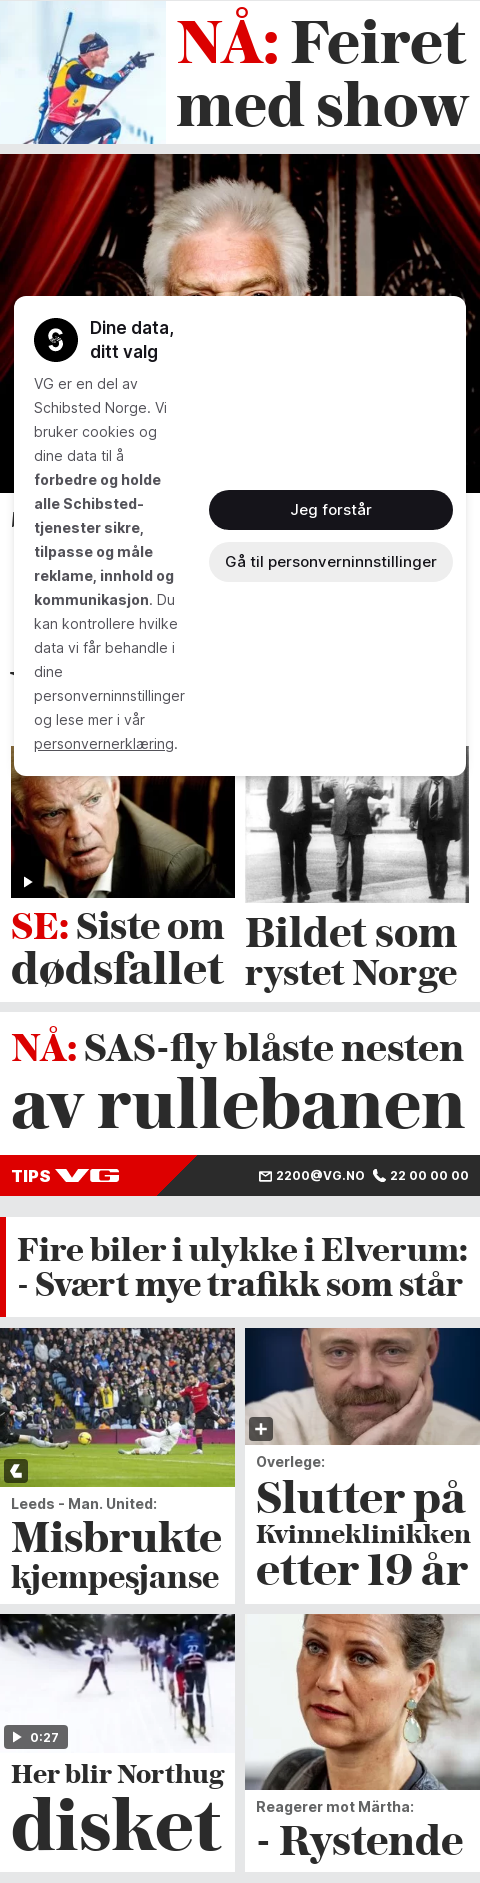 NÅ: Feiret
med show
Dine data,
ditt valg
VG er en del av
Schibsted Norge. Vi
bruker cookies og
dine data til å
forbedre og holde
alle Schibsted-
tjenester sikre,
tilpasse og måle
reklame, innhold og
kommunikasjon. Du
kan kontrollere hvilke
data vi får behandle i
dine
personverninnstillinger
og lese mer i vår
personvernerklæring.
Jeg forstår
Gå til personverninnstillinger
SE: Siste om
dødsfallet
Bildet som
rystet Norge
NÅ: SAS-fly blåste nesten
av rullebanen
TIPS VG
2200@VG.NO 22 00 00 00
Fire biler i ulykke i Elverum:
- Svært mye trafikk som står
Leeds - Man. United:
Misbrukte
kjempesjanse
Overlege:
Slutter på
Kvinneklinikken
etter 19 år
0:27
Her blir Northug
disket
Reagerer mot Märtha:
- Rystende